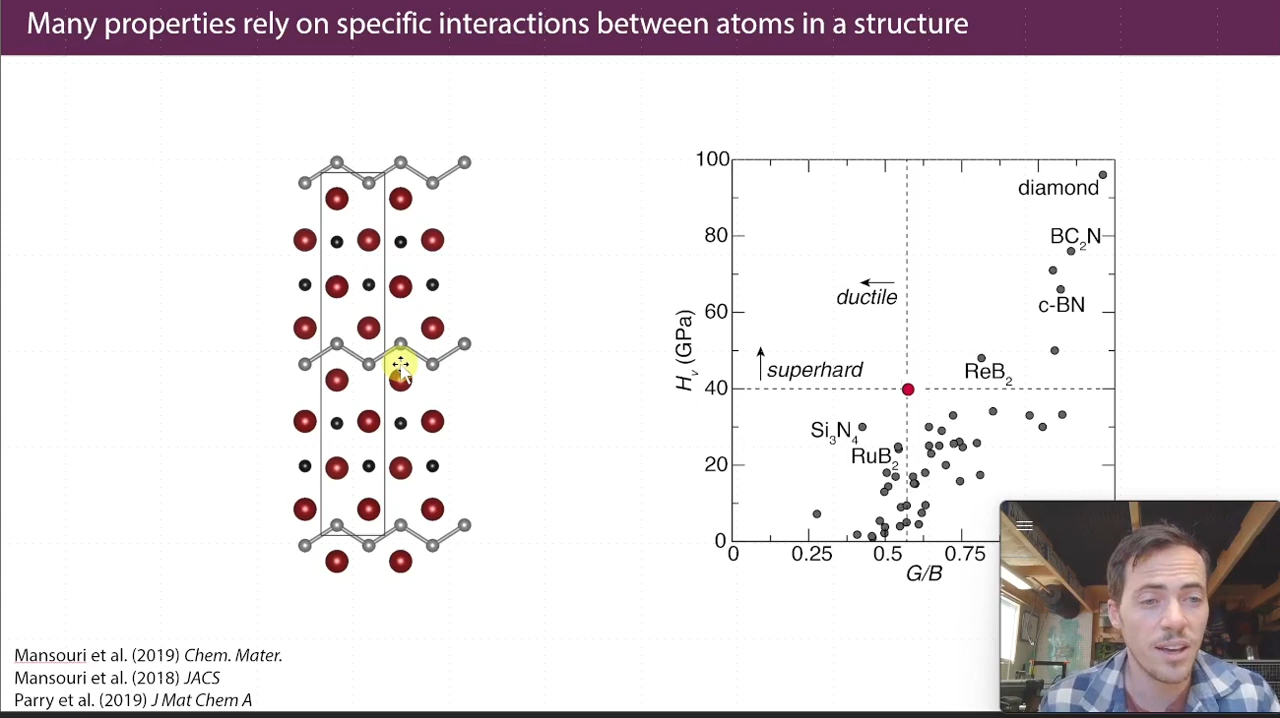 Many properties rely on specific interactions between atoms in a structure
100
80
60
40
20
0
H_v (GPa)
diamond
BC₂N
c-BN
ductile
superhard
ReB₂
Si₃N₄
RuB₂
0 0.25 0.5 0.75
G/B
Mansouri et al. (2019) Chem. Mater.
Mansouri et al. (2018) JACS
Parry et al. (2019) J Mat Chem A